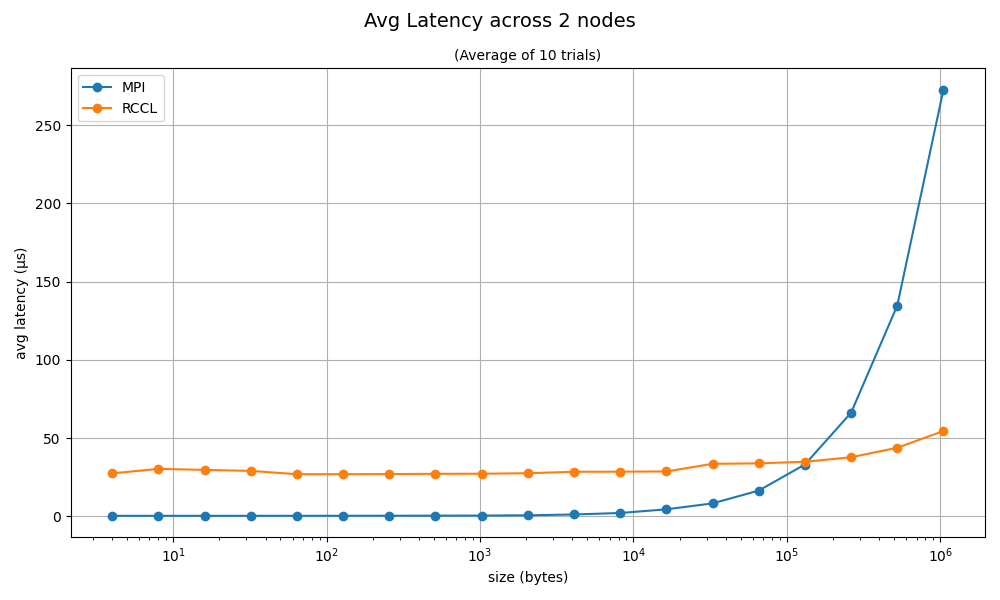 Avg Latency across 2 nodes
(Average of 10 trials)
MPI
RCCL
avg latency (µs)
250
200
150
100
50
0
10¹ 10² 10³ 10⁴ 10⁵ 10⁶
size (bytes)